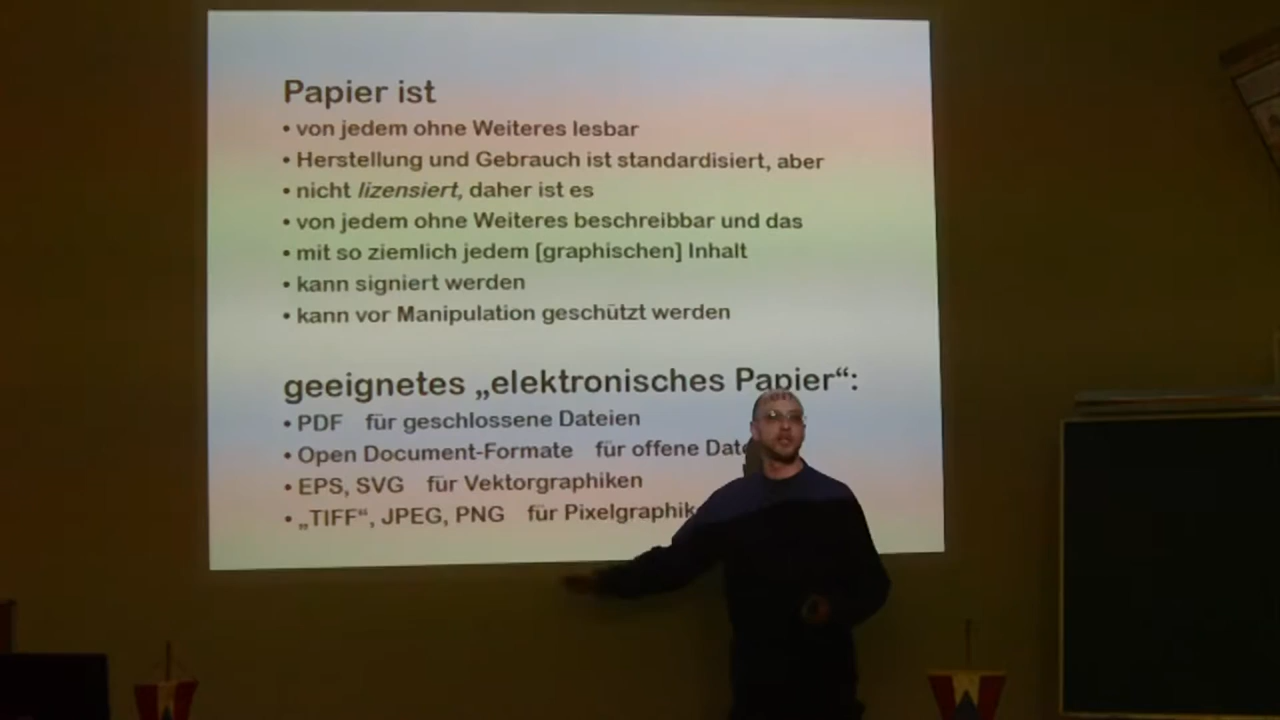 Papier ist
• von jedem ohne Weiteres lesbar
• Herstellung und Gebrauch ist standardisiert, aber
• nicht lizensiert, daher ist es
• von jedem ohne Weiteres beschreibbar und das
• mit so ziemlich jedem [graphischen] Inhalt
• kann signiert werden
• kann vor Manipulation geschützt werden
geeignetes „elektronisches Papier“:
• PDF für geschlossene Dateien
• Open Document-Formate für offene
• EPS, SVG für Vektorgraphiken
• „TIFF“, JPEG, PNG für